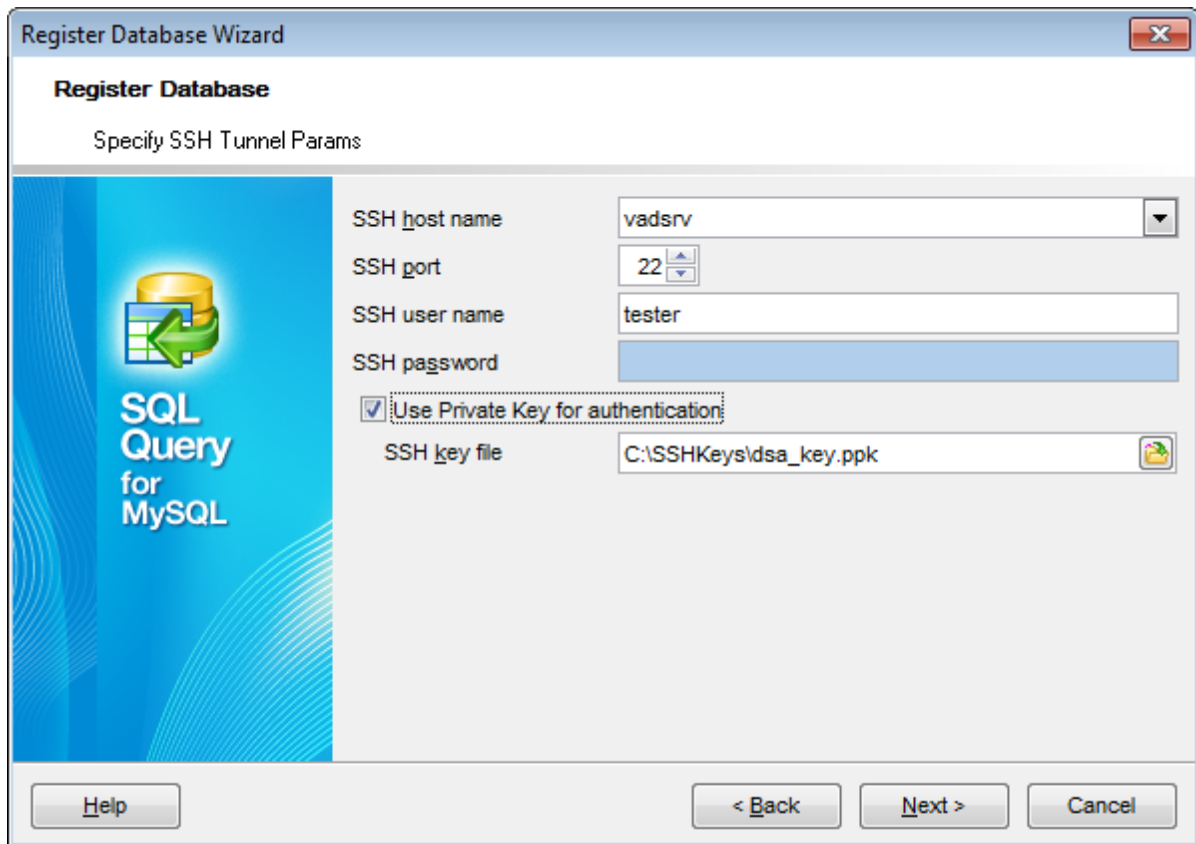 Register Database Wizard
Register Database
Specify SSH Tunnel Params
SSH host name vadsrv
SSH port 22
SSH user name tester
SSH password
Use Private Key for authentication
SSH key file C:\SSHKeys\dsa_key.ppk
SQL
Query
for
MySQL
Help < Back Next > Cancel